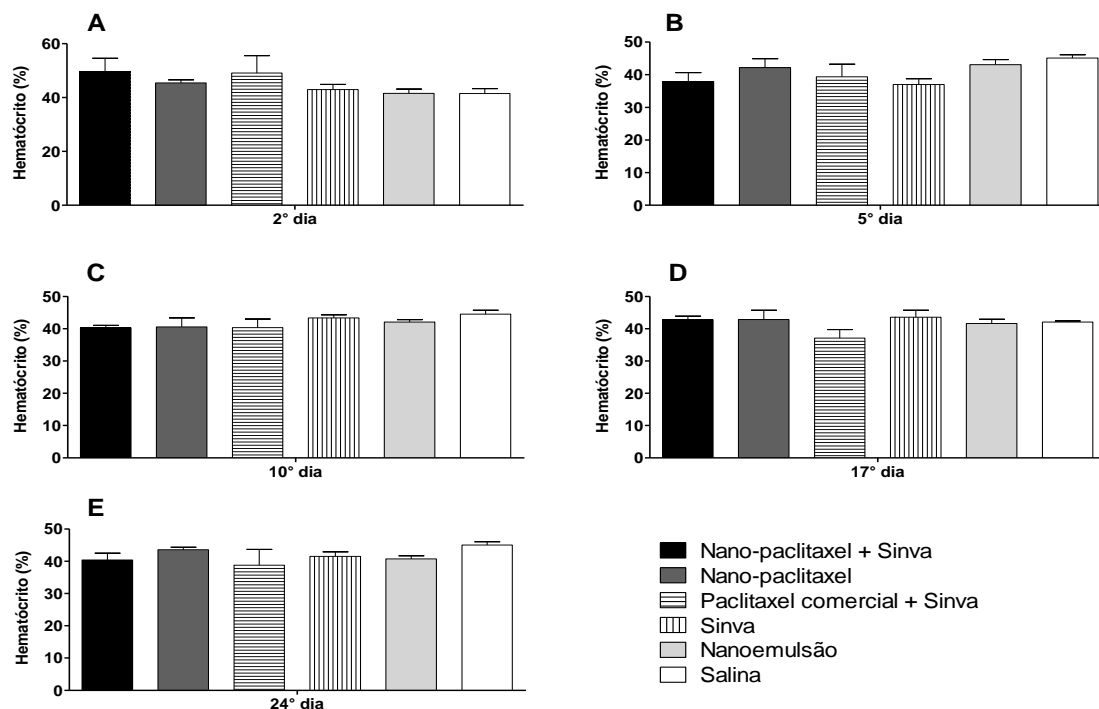 A
Hematócrito (%)
60
40
20
0
2° dia
B
Hematócrito (%)
50
40
30
20
10
0
5° dia
C
Hematócrito (%)
50
40
30
20
10
0
10° dia
D
Hematócrito (%)
50
40
30
20
10
0
17° dia
E
Hematócrito (%)
50
40
30
20
10
0
24° dia
Nano-paclitaxel + Sinva
Nano-paclitaxel
Paclitaxel comercial + Sinva
Sinva
Nanoemulsão
Salina